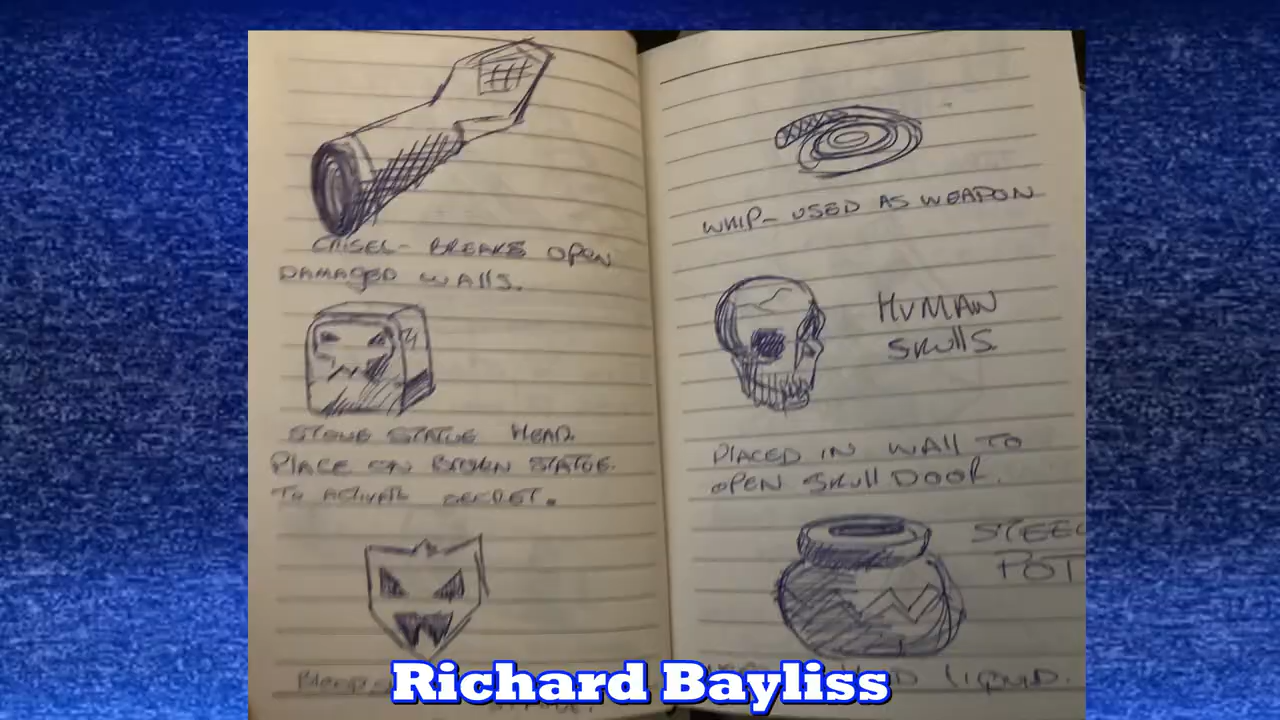 CHISEL - BREAKS OPEN
DAMAGED WALLS.
STONE STATUE HEAD.
PLACE ON BROKEN STATUE.
TO ACTIVATE SECRET.
WHIP - USED AS WEAPON
HUMAN
SKULLS.
PLACED IN WALL TO
OPEN SKULL DOOR.
STEEL
POT
LIQUID.
Richard Bayliss